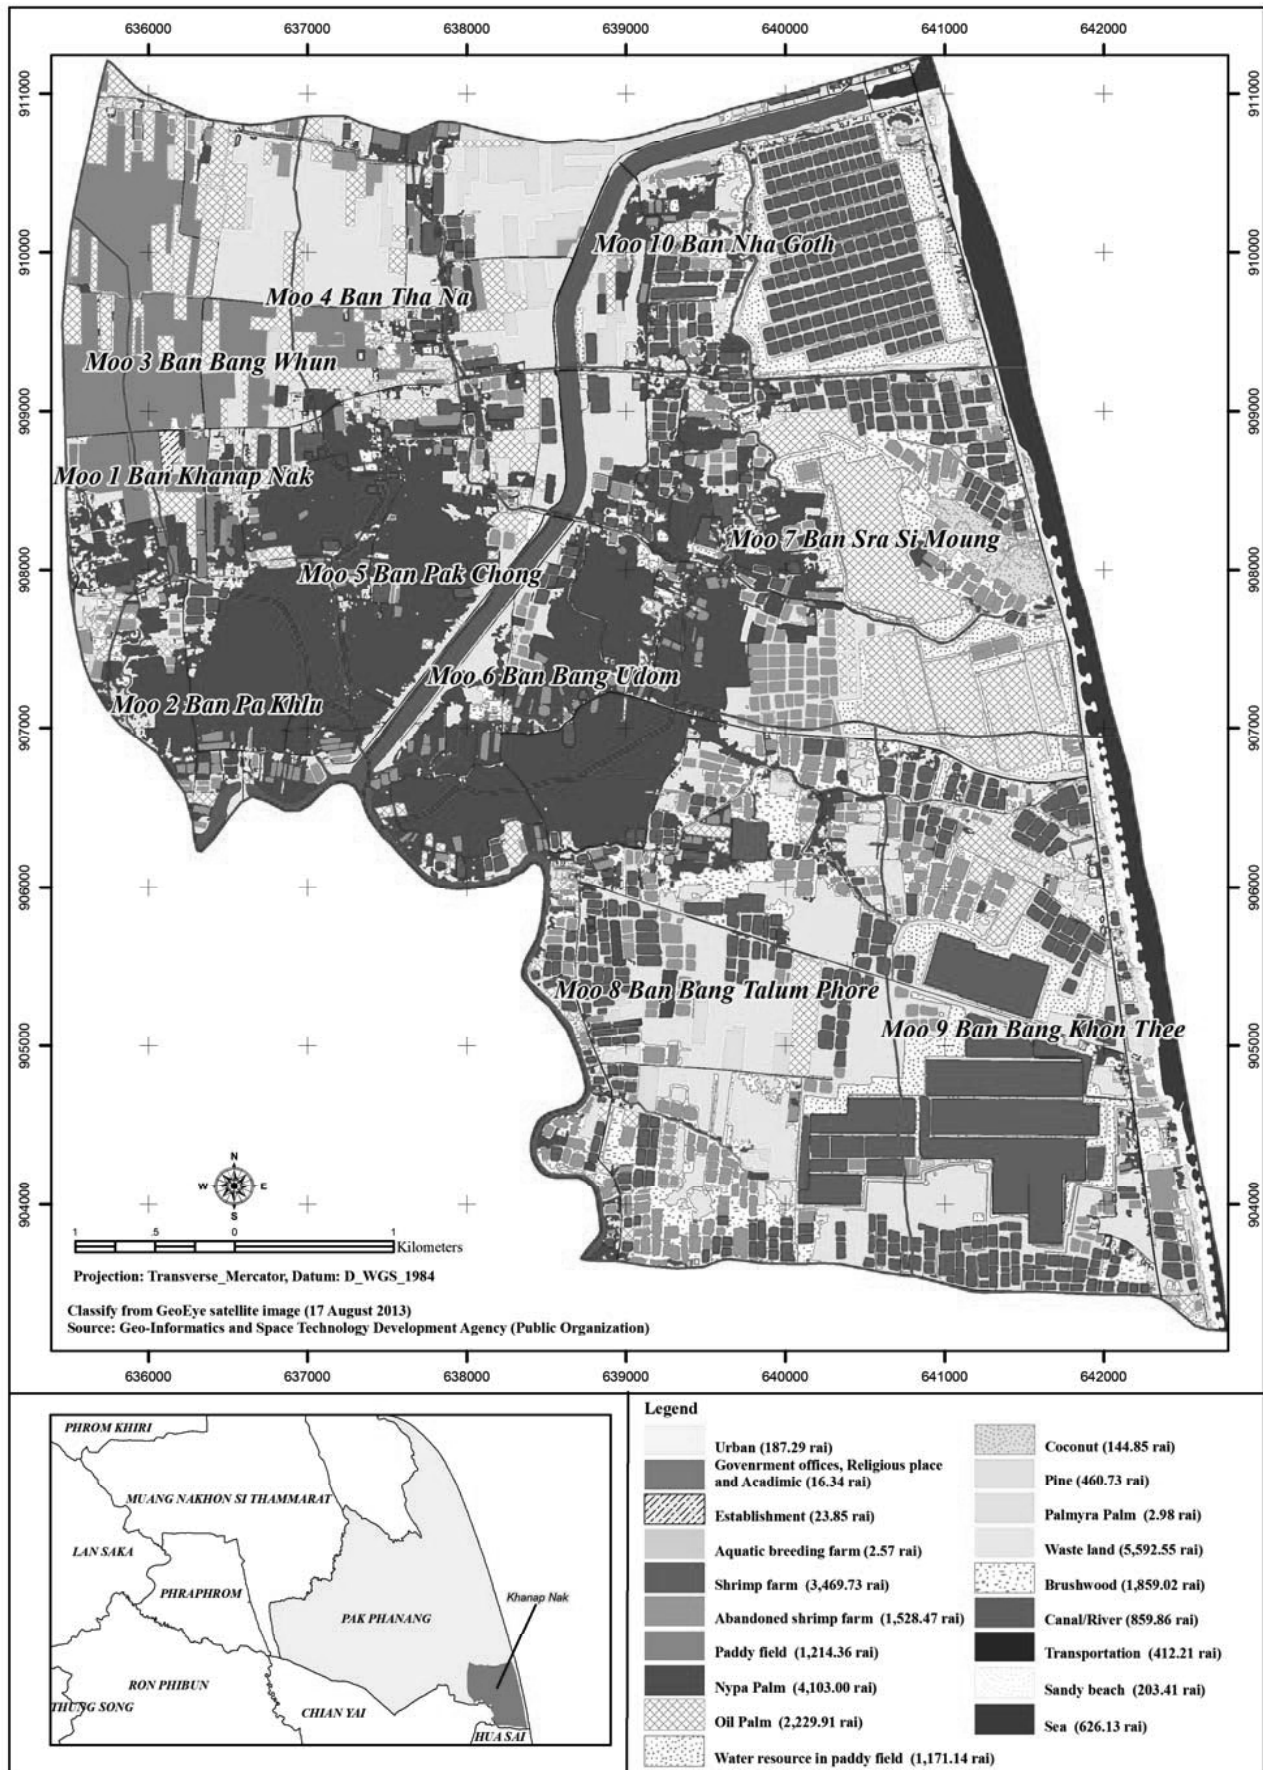 636000 637000 638000 639000 640000 641000 642000
911000 911000
910000 910000
909000 909000
908000 908000
907000 907000
906000 906000
905000 905000
904000 904000
Moo 10 Ban Nha Goth
Moo 4 Ban Tha Na
Moo 3 Ban Bang Whun
Moo 1 Ban Khanap Nak
Moo 7 Ban Sra Si Moung
Moo 5 Ban Pak Chong
Moo 6 Ban Bang Udom
Moo 2 Ban Pa Khlu
Moo 8 Ban Bang Talum Phore
Moo 9 Ban Bang Khon Thee
N
W E
S
1 .5 0 1
Kilometers
Projection: Transverse_Mercator, Datum: D_WGS_1984
Classify from GeoEye satellite image (17 August 2013)
Source: Geo-Informatics and Space Technology Development Agency (Public Organization)
636000 637000 638000 639000 640000 641000 642000
PHROM KHIRI
MUANG NAKHON SI THAMMARAT
LAN SAKA
PHRAPHROM
PAK PHANANG
Khanap Nak
RON PHIBUN
THUNG SONG
CHIAN YAI
HUA SAI
Legend
Urban (187.29 rai)
Govenrment offices, Religious place
and Acadimic (16.34 rai)
Establishment (23.85 rai)
Aquatic breeding farm (2.57 rai)
Shrimp farm (3,469.73 rai)
Abandoned shrimp farm (1,528.47 rai)
Paddy field (1,214.36 rai)
Nypa Palm (4,103.00 rai)
Oil Palm (2,229.91 rai)
Water resource in paddy field (1,171.14 rai)
Coconut (144.85 rai)
Pine (460.73 rai)
Palmyra Palm (2.98 rai)
Waste land (5,592.55 rai)
Brushwood (1,859.02 rai)
Canal/River (859.86 rai)
Transportation (412.21 rai)
Sandy beach (203.41 rai)
Sea (626.13 rai)